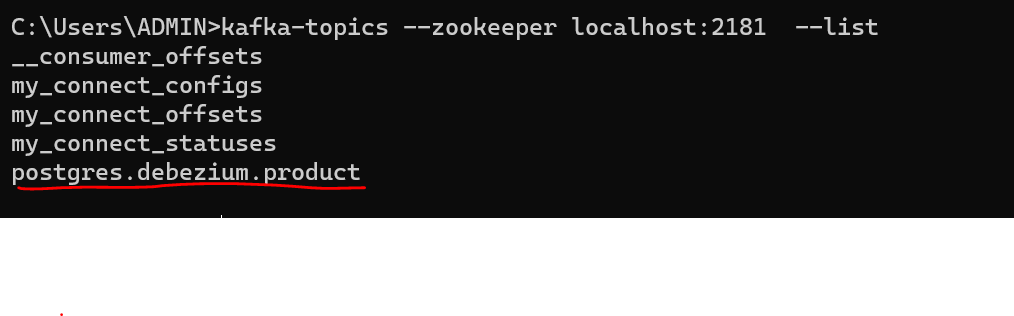 C:\Users\ADMIN>kafka-topics --zookeeper localhost:2181  --list
__consumer_offsets
my_connect_configs
my_connect_offsets
my_connect_statuses
postgres.debezium.product